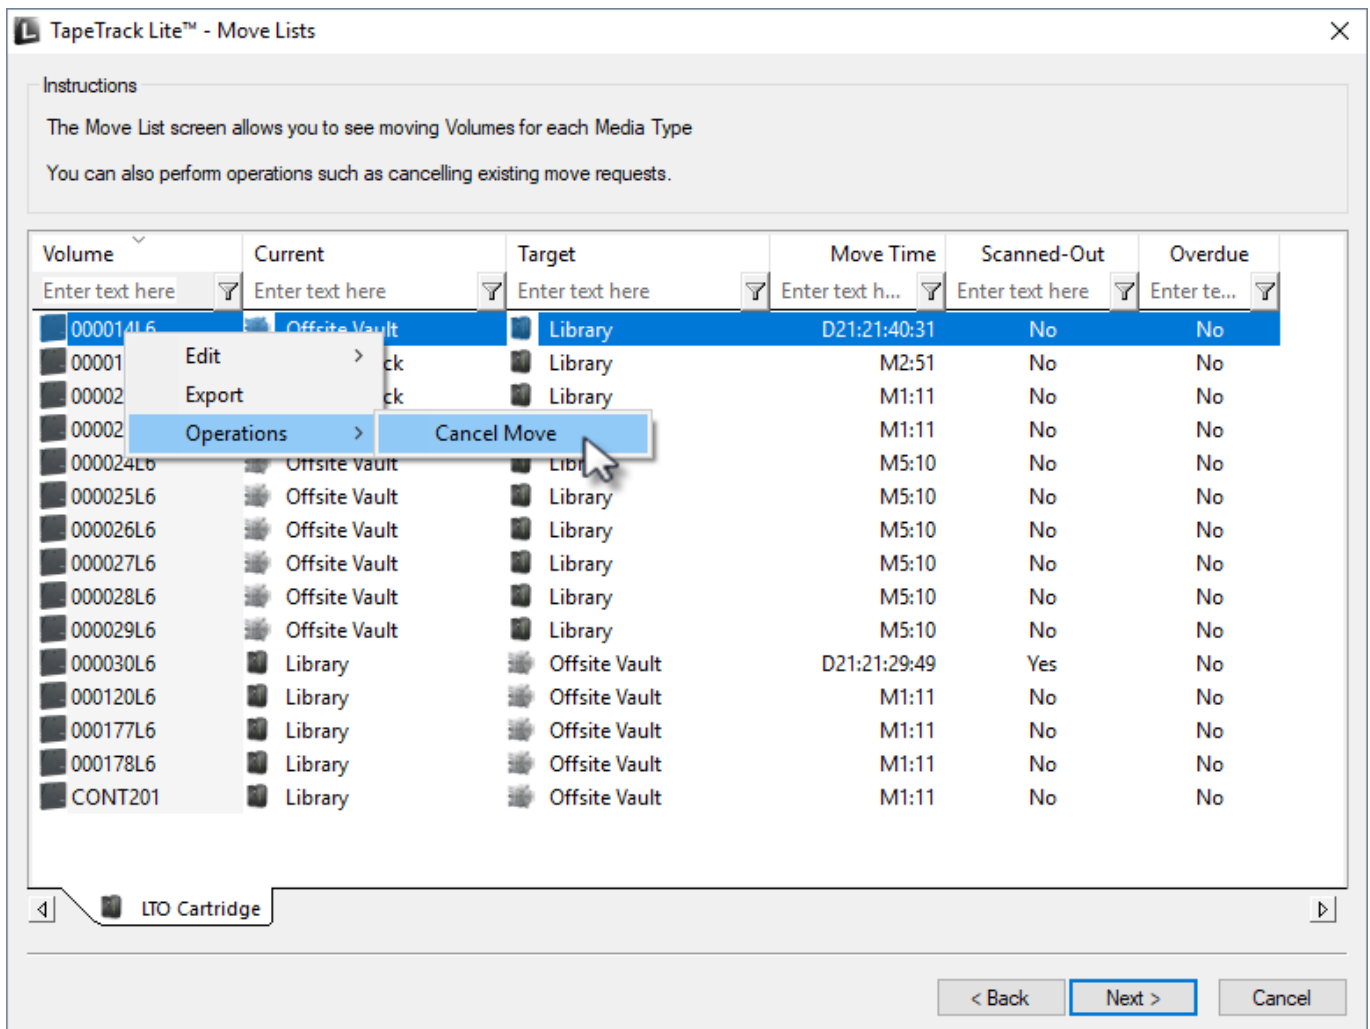 TapeTrack Lite™ - Move Lists
Instructions
The Move List screen allows you to see moving Volumes for each Media Type
You can also perform operations such as cancelling existing move requests.
Volume Current Target Move Time Scanned-Out Overdue
Enter text here Enter text here Enter text here Enter text h... Enter text here Enter te...
000014L6 Offsite Vault Library D21:21:40:31 No No
Library M2:51 No No
Library M1:11 No No
M1:11 No No
000024L6 Offsite Vault M5:10 No No
000025L6 Offsite Vault Library M5:10 No No
000026L6 Offsite Vault Library M5:10 No No
000027L6 Offsite Vault Library M5:10 No No
000028L6 Offsite Vault Library M5:10 No No
000029L6 Offsite Vault Library M5:10 No No
000030L6 Library Offsite Vault D21:21:29:49 Yes No
000120L6 Library Offsite Vault M1:11 No No
000177L6 Library Offsite Vault M1:11 No No
000178L6 Library Offsite Vault M1:11 No No
CONT201 Library Offsite Vault M1:11 No No
Edit
Export
Operations
Cancel Move
LTO Cartridge
< Back Next > Cancel